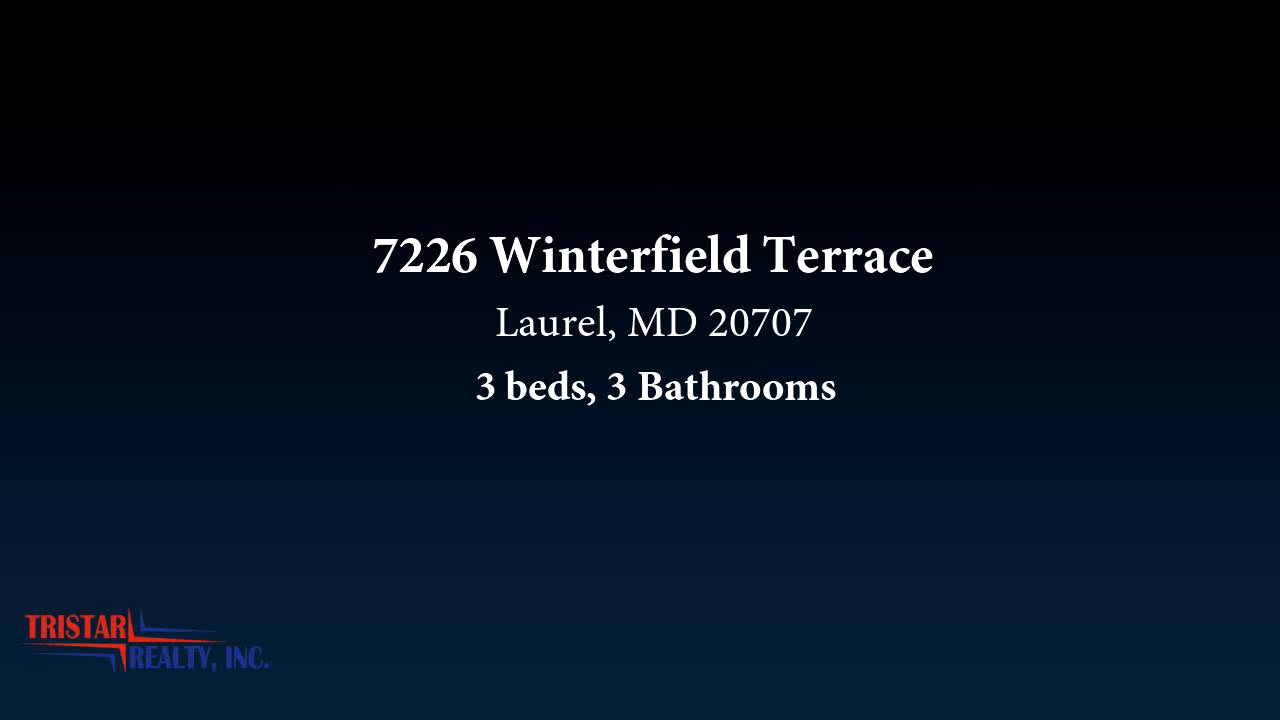 7226 Winterfield Terrace
Laurel, MD 20707
3 beds, 3 Bathrooms
TRISTAR
REALTY, INC.